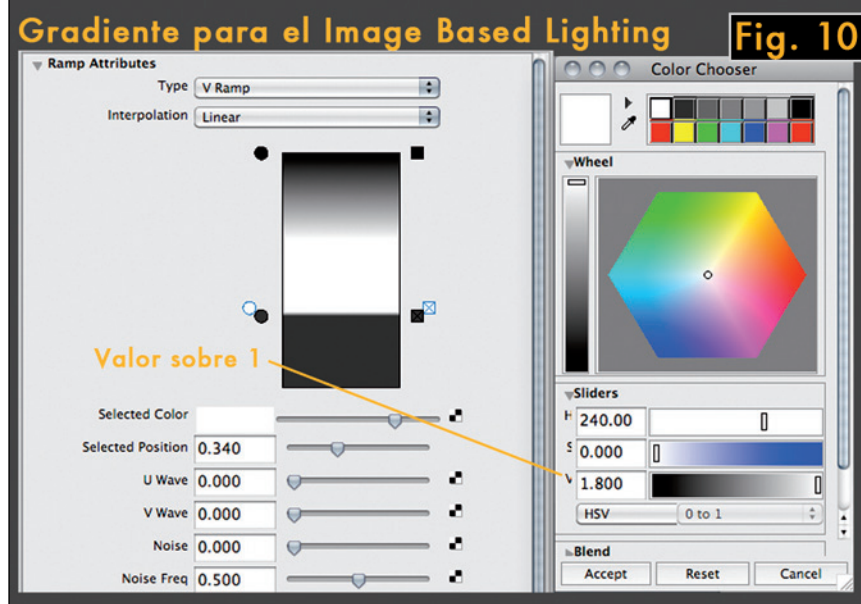 Gradiente para el Image Based Lighting
Fig. 10
Ramp Attributes
Type V Ramp
Interpolation Linear
Valor sobre 1
Selected Color
Selected Position 0.340
U Wave 0.000
V Wave 0.000
Noise 0.000
Noise Freq 0.500
Color Chooser
Wheel
Sliders
H 240.00
S 0.000
V 1.800
HSV 0 to 1
Blend
Accept Reset Cancel